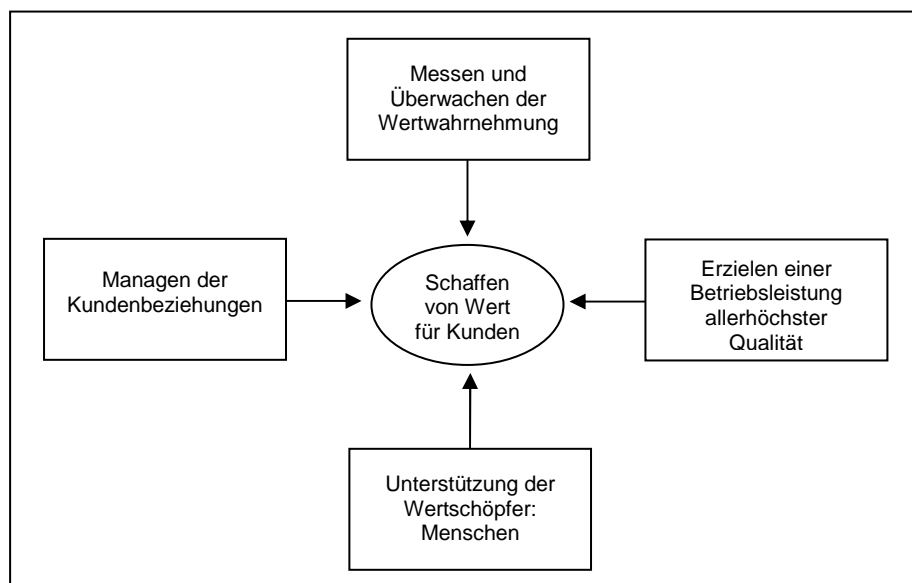 Messen und
Überwachen der
Wertwahrnehmung
Managen der
Kundenbeziehungen
Schaffen
von Wert
für Kunden
Erzielen einer
Betriebsleistung
allerhöchster
Qualität
Unterstützung der
Wertschöpfer:
Menschen